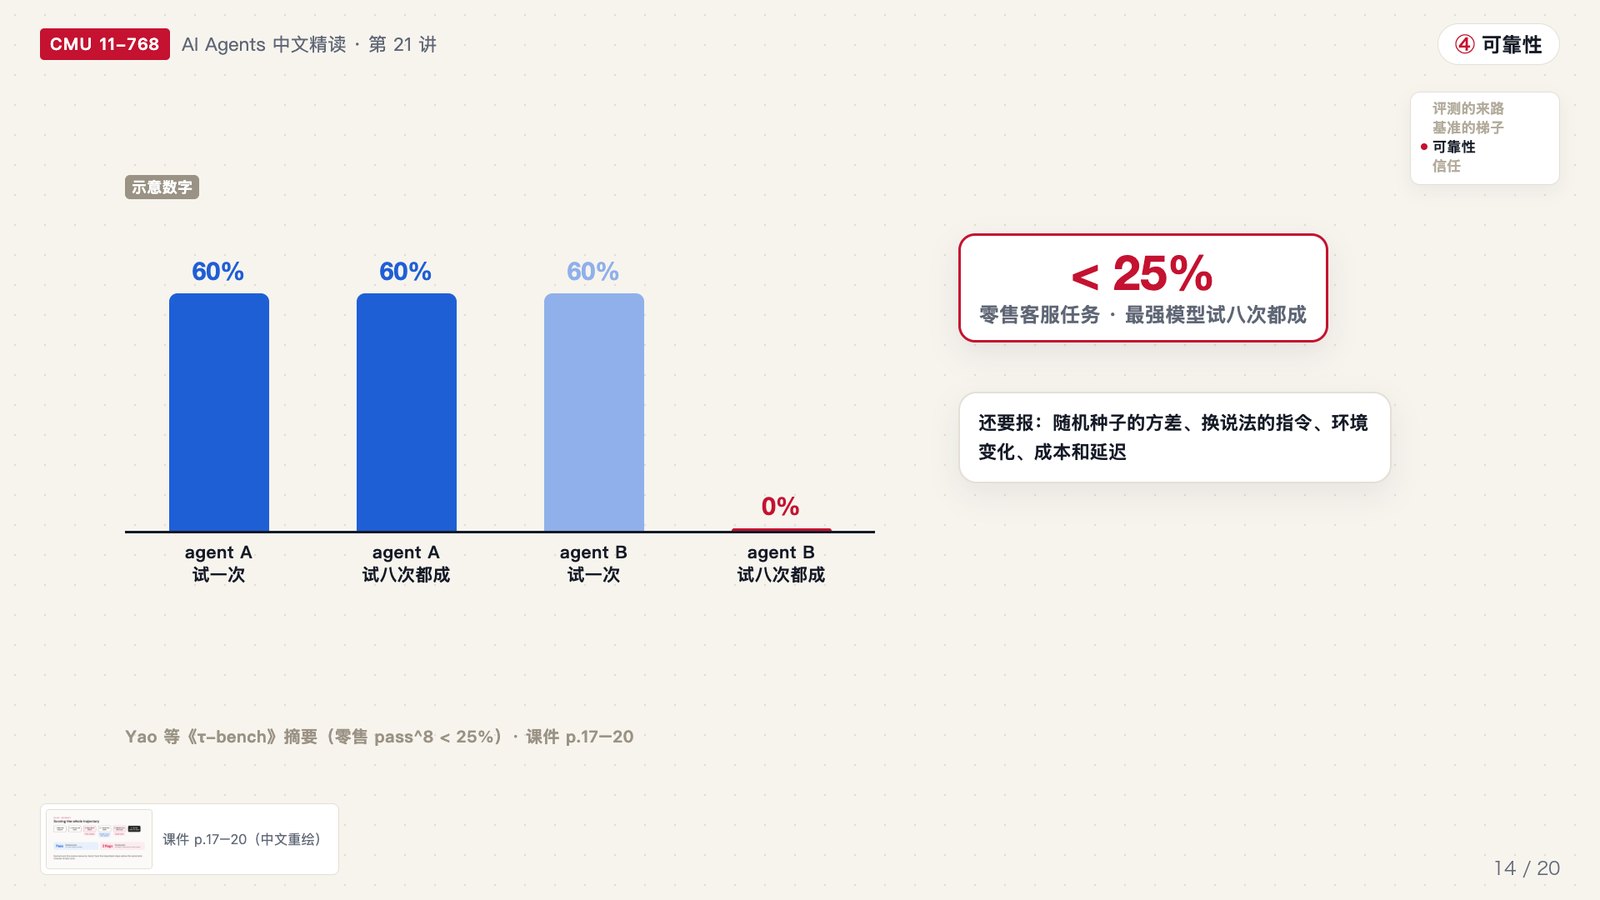 CMU 11-768 AI Agents 中文精读 · 第 21 讲
④ 可靠性
评测的来路
基准的梯子
可靠性
信任
示意数字
60%
60%
60%
0%
agent A
试一次
agent A
试八次都成
agent B
试一次
agent B
试八次都成
< 25%
零售客服任务 · 最强模型试八次都成
还要报：随机种子的方差、换说法的指令、环境
变化、成本和延迟
Yao 等《τ-bench》摘要（零售 pass^8 < 25%）· 课件 p.17–20
课件 p.17–20（中文重绘）
14 / 20